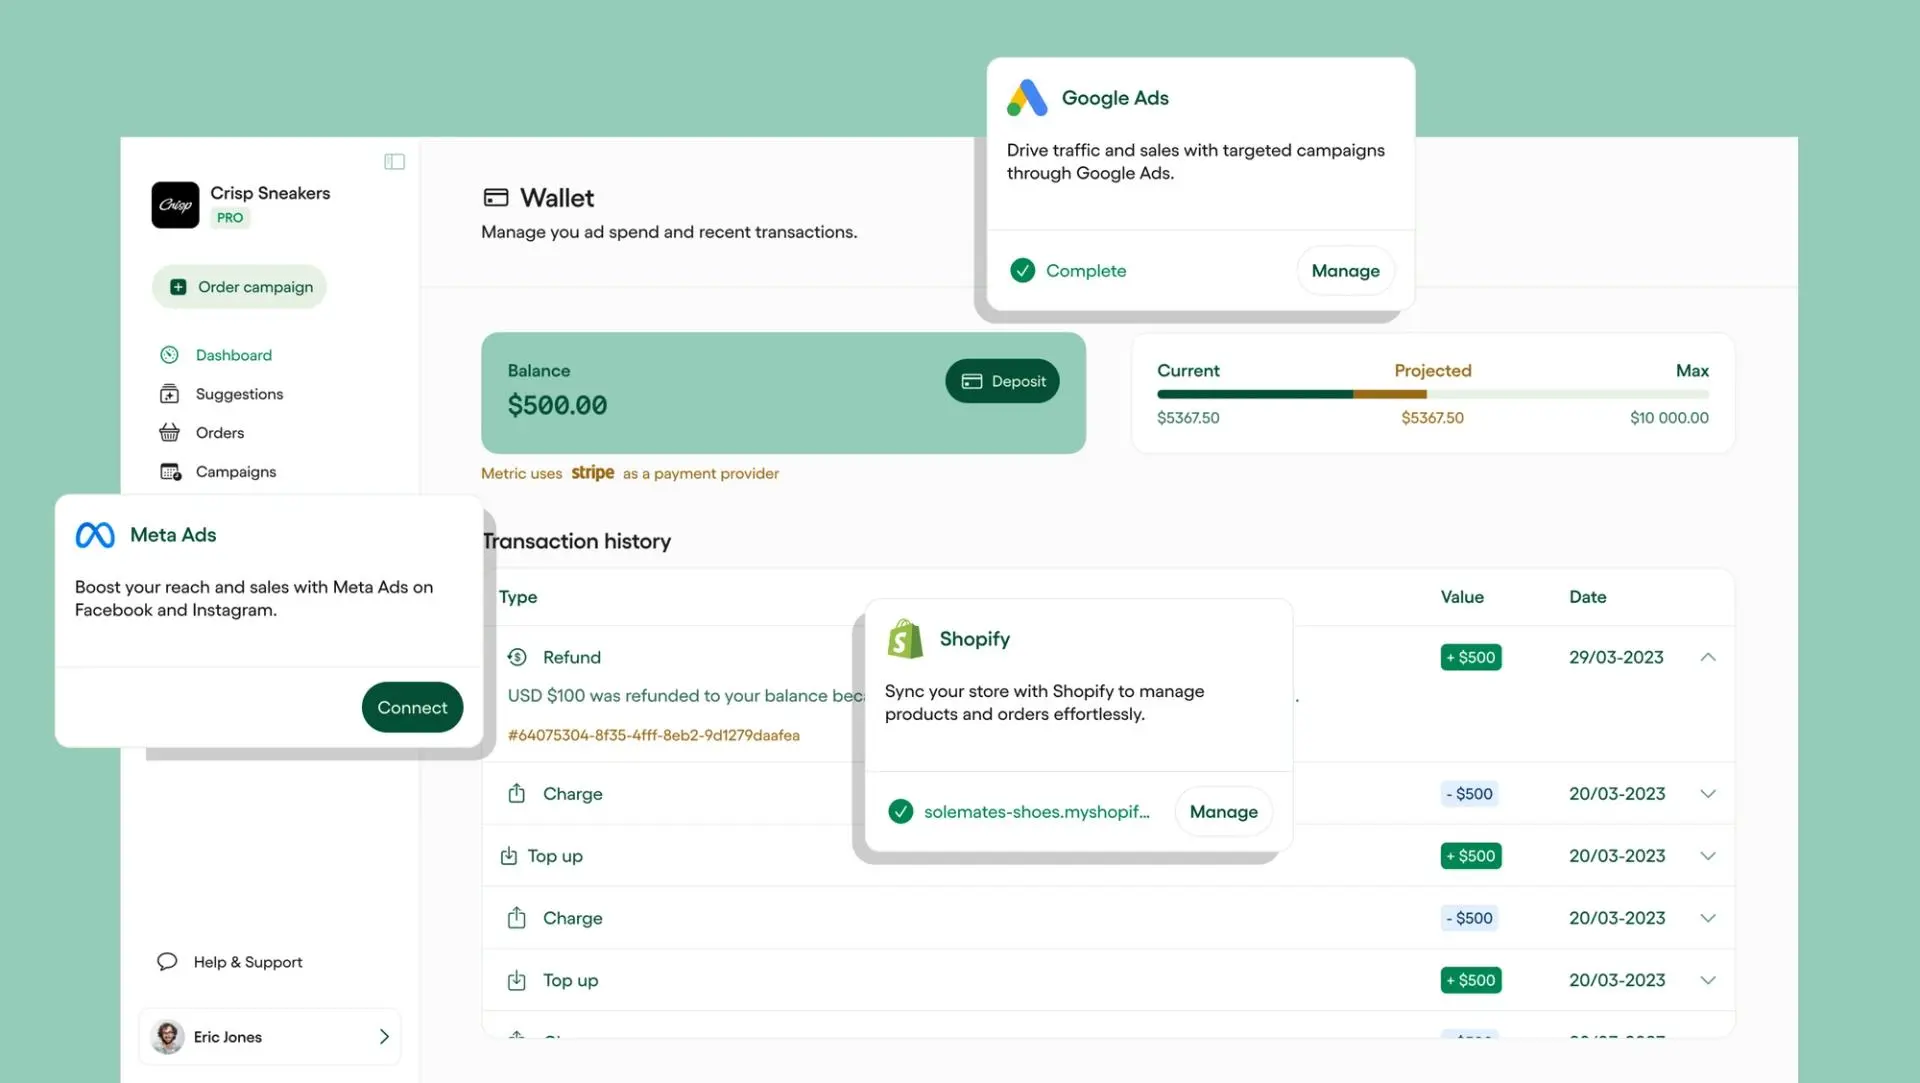 Google Ads
Drive traffic and sales with targeted campaigns
through Google Ads.
Complete
Manage
Crisp
Crisp Sneakers
PRO
Order campaign
Dashboard
Suggestions
Orders
Campaigns
Wallet
Manage you ad spend and recent transactions.
Balance
$500.00
Deposit
Current Projected Max
$5367.50 $5367.50 $10 000.00
Metric uses stripe as a payment provider
Meta Ads
Boost your reach and sales with Meta Ads on
Facebook and Instagram.
Connect
Transaction history
Type Value Date
Refund + $500 29/03-2023
USD $100 was refunded to your balance
#64075304-8f35-4fff-8eb2-9d1279daafea
Shopify
Sync your store with Shopify to manage
products and orders effortlessly.
solemates-shoes.myshopif...
Manage
Charge - $500 20/03-2023
Top up + $500 20/03-2023
Charge - $500 20/03-2023
Top up + $500 20/03-2023
Help & Support
Eric Jones